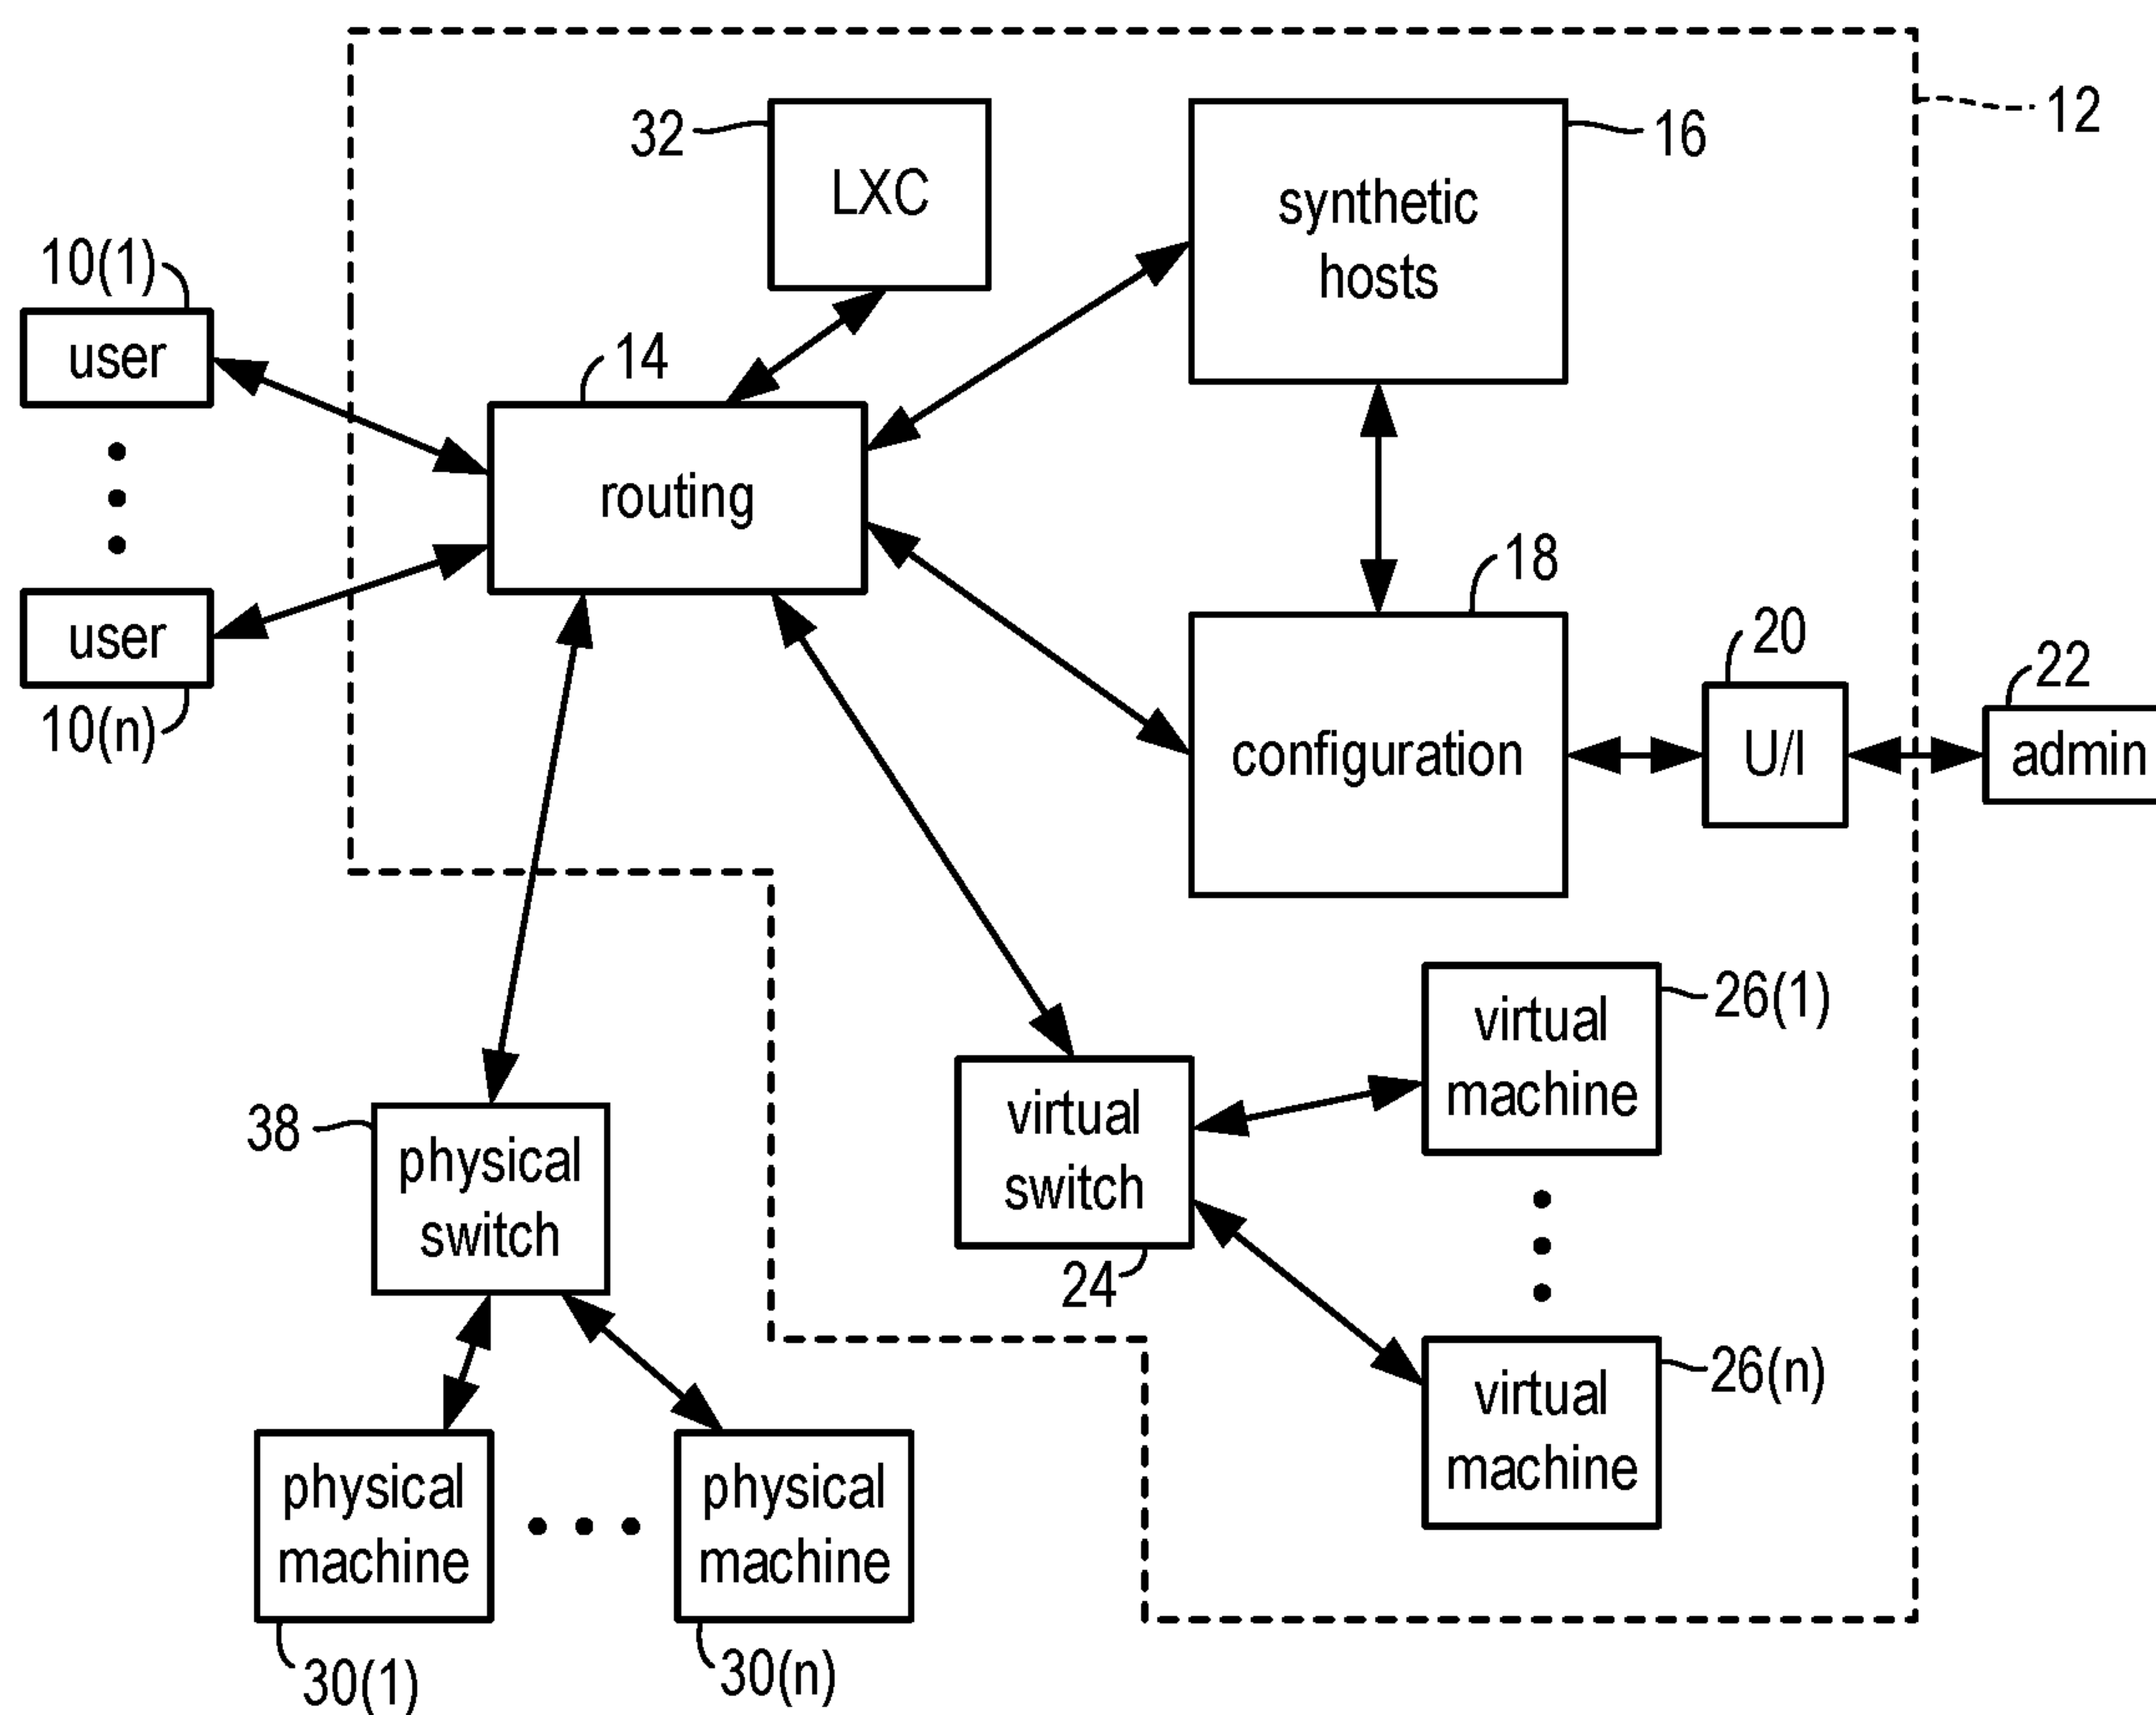 12
32
LXC
16
synthetic
hosts
10(1)
user
14
routing
user
10(n)
18
configuration
20
U/I
22
admin
26(1)
virtual
machine
38
physical
switch
virtual
switch
24
26(n)
virtual
machine
physical
machine
30(1)
physical
machine
30(n)